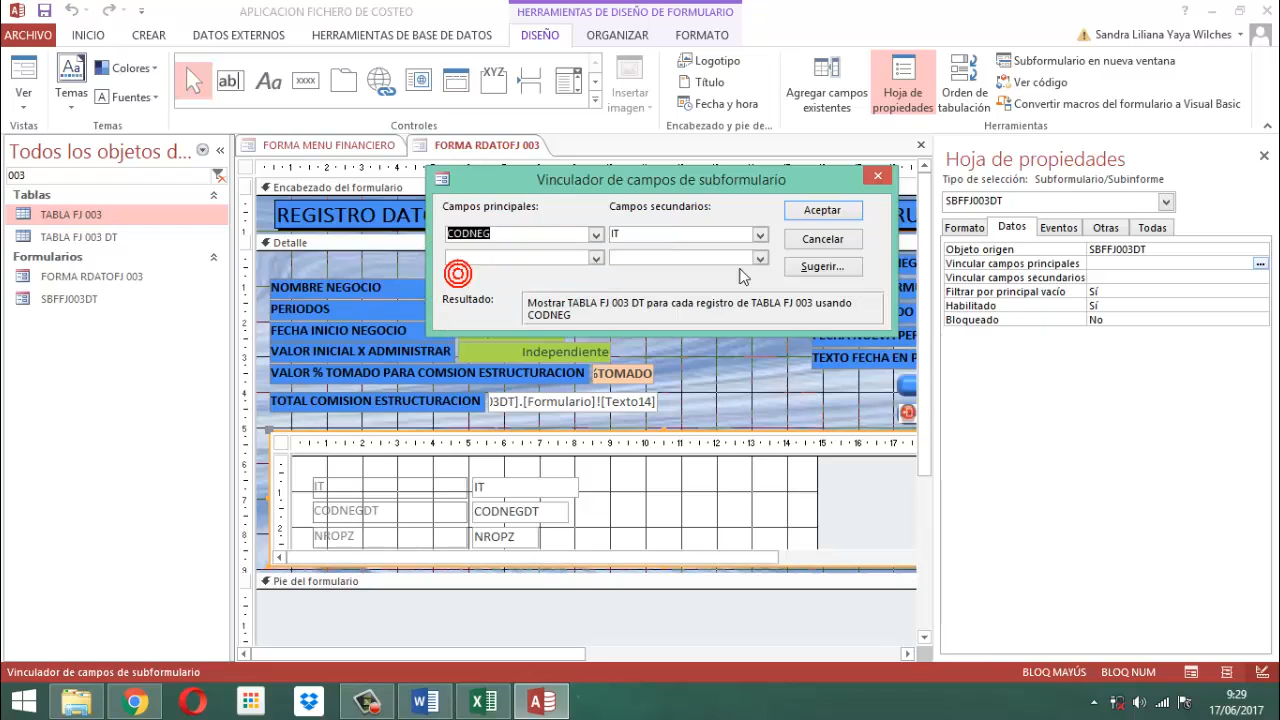 APLICACION FICHERO DE COSTEO
HERRAMIENTAS DE DISEÑO DE FORMULARIO
ARCHIVO
INICIO
CREAR
DATOS EXTERNOS
HERRAMIENTAS DE BASE DE DATOS
DISEÑO
ORGANIZAR
FORMATO
Sandra Liliana Yaya Wilches
Ver
Temas
Colores
Fuentes
Insertar imagen
Logotipo
Título
Fecha y hora
Agregar campos existentes
Hoja de propiedades
Orden de tabulación
Subformulario en nueva ventana
Ver código
Convertir macros del formulario a Visual Basic
Vistas
Temas
Controles
Encabezado y pie de...
Herramientas
Todos los objetos d...
003
Tablas
TABLA FJ 003
TABLA FJ 003 DT
Formularios
FORMA RDATOFJ 003
SBFFJ003DT
FORMA MENU FINANCIERO
FORMA RDATOFJ 003
Encabezado del formulario
REGISTRO DAT
Detalle
NOMBRE NEGOCIO
PERIODOS
FECHA INICIO NEGOCIO
VALOR INICIAL X ADMINISTRAR
Independiente
TEXTO FECHA EN P
VALOR % TOMADO PARA COMSION ESTRUCTURACION
%TOMADO
TOTAL COMISION ESTRUCTURACION
)3DT].[Formulario]![Texto14]
IT
IT
CODNEGDT
CODNEGDT
NROPZ
NROPZ
Pie del formulario
Vinculador de campos de subformulario
Campos principales:
Campos secundarios:
CODNEG
IT
Aceptar
Cancelar
Sugerir...
Resultado:
Mostrar TABLA FJ 003 DT para cada registro de TABLA FJ 003 usando
CODNEG
Hoja de propiedades
Tipo de selección: Subformulario/Subinforme
SBFFJ003DT
Formato
Datos
Eventos
Otras
Todas
Objeto origen
SBFFJ003DT
Vincular campos principales
Vincular campos secundarios
Filtrar por principal vacío
Sí
Habilitado
Sí
Bloqueado
No
Vinculador de campos de subformulario
BLOQ MAYÚS
BLOQ NUM
9:29
17/06/2017